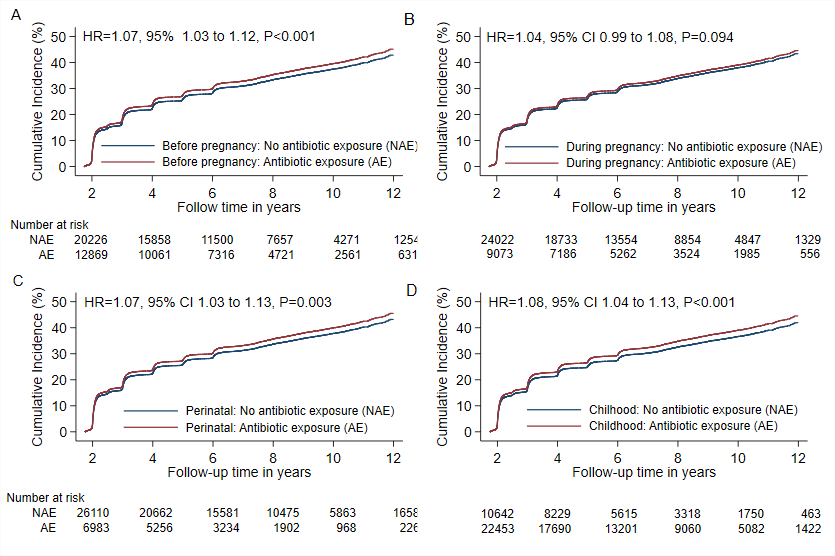 A
HR=1.07, 95%  1.03 to 1.12, P<0.001
Cumulative Incidence (%)
50
40
30
20
10
0
Before pregnancy: No antibiotic exposure (NAE)
Before pregnancy: Antibiotic exposure (AE)
2 4 6 8 10 12
Follow time in years
Number at risk
NAE 20226 15858 11500 7657 4271 1254
AE 12869 10061 7316 4721 2561 631
B
HR=1.04, 95% CI 0.99 to 1.08, P=0.094
Cumulative Incidence (%)
50
40
30
20
10
0
During pregnancy: No antibiotic exposure (NAE)
During pregnancy: Antibiotic exposure (AE)
2 4 6 8 10 12
Follow-up time in years
24022 18733 13554 8854 4847 1329
9073 7186 5262 3524 1985 556
C
HR=1.07, 95% CI 1.03 to 1.13, P=0.003
Cumulative Incidence (%)
50
40
30
20
10
0
Perinatal: No antibiotic exposure (NAE)
Perinatal: Antibiotic exposure (AE)
2 4 6 8 10 12
Follow-up time in years
Number at risk
NAE 26110 20662 15581 10475 5863 1658
AE 6983 5256 3234 1902 968 226
D
HR=1.08, 95% CI 1.04 to 1.13, P<0.001
Cumulative Incidence (%)
50
40
30
20
10
0
Chilhood: No antibiotic exposure (NAE)
Childhood: Antibiotic exposure (AE)
2 4 6 8 10 12
Follow-up time in years
10642 8229 5615 3318 1750 463
22453 17690 13201 9060 5082 1422